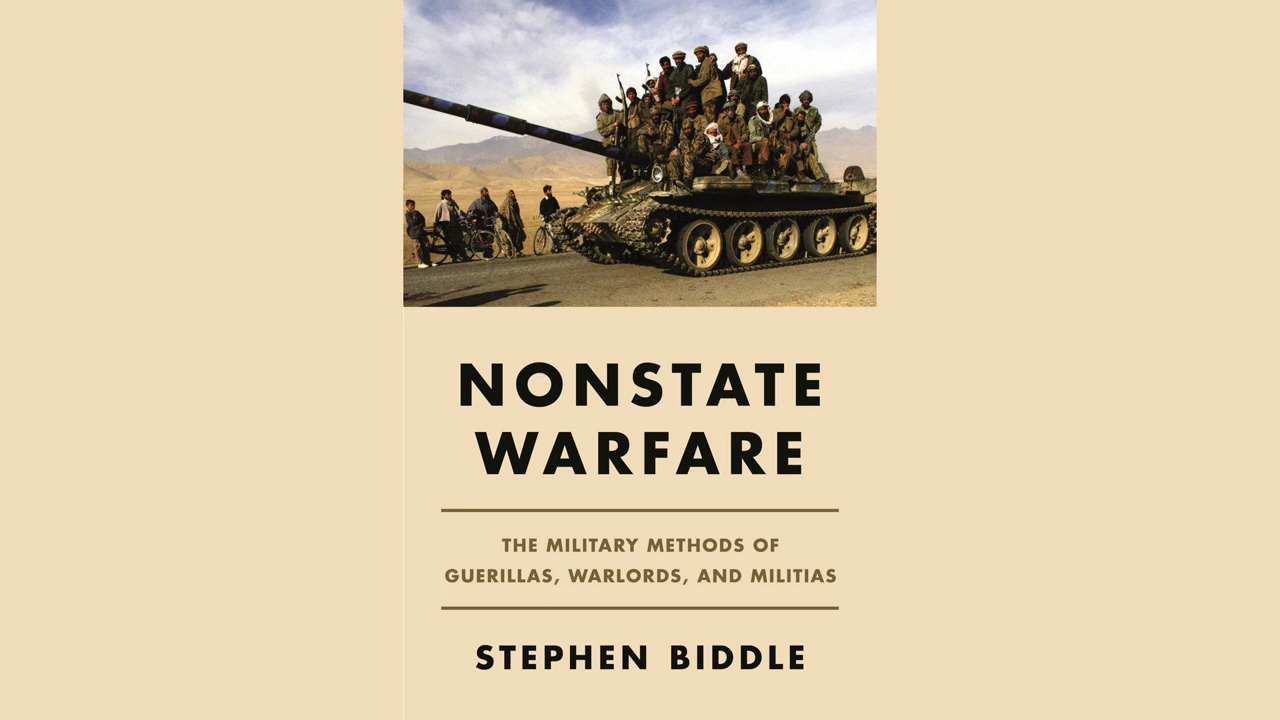 NONSTATE
WARFARE
THE MILITARY METHODS OF
GUERILLAS, WARLORDS, AND MILITIAS
STEPHEN BIDDLE